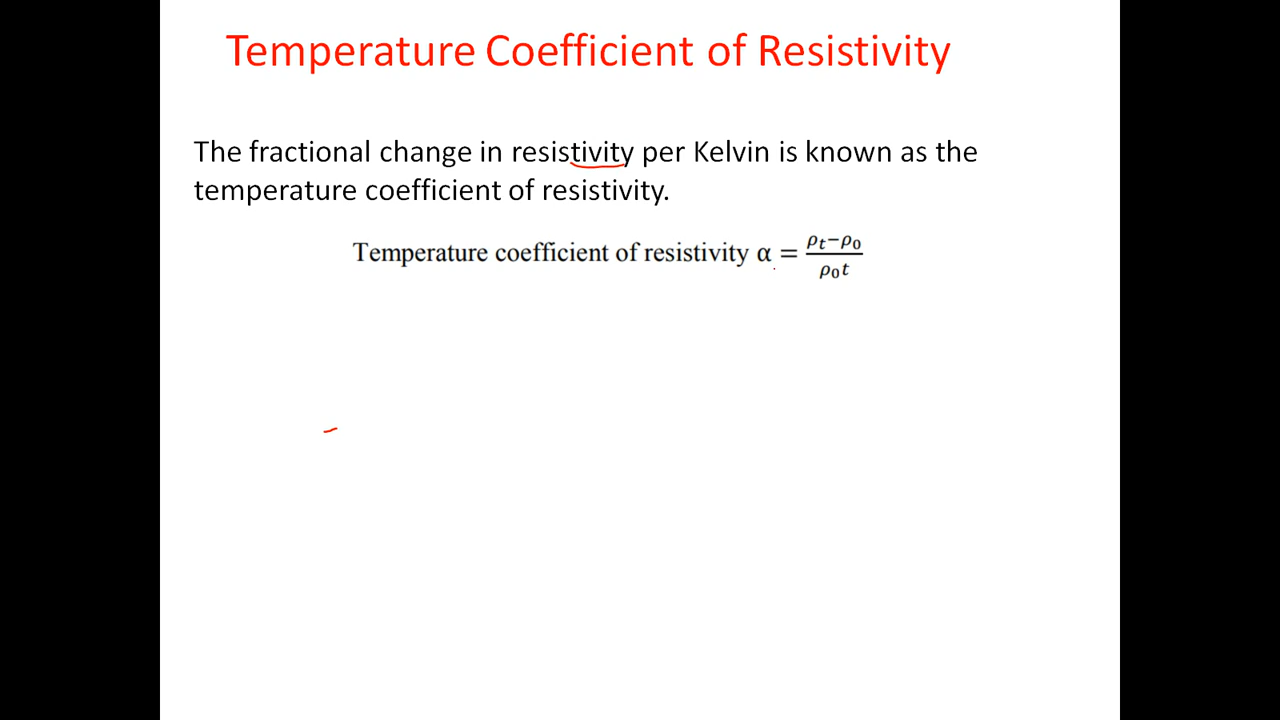 Temperature Coefficient of Resistivity
The fractional change in resistivity per Kelvin is known as the
temperature coefficient of resistivity.
Temperature coefficient of resistivity α = (ρt−ρ0)/(ρ0t)